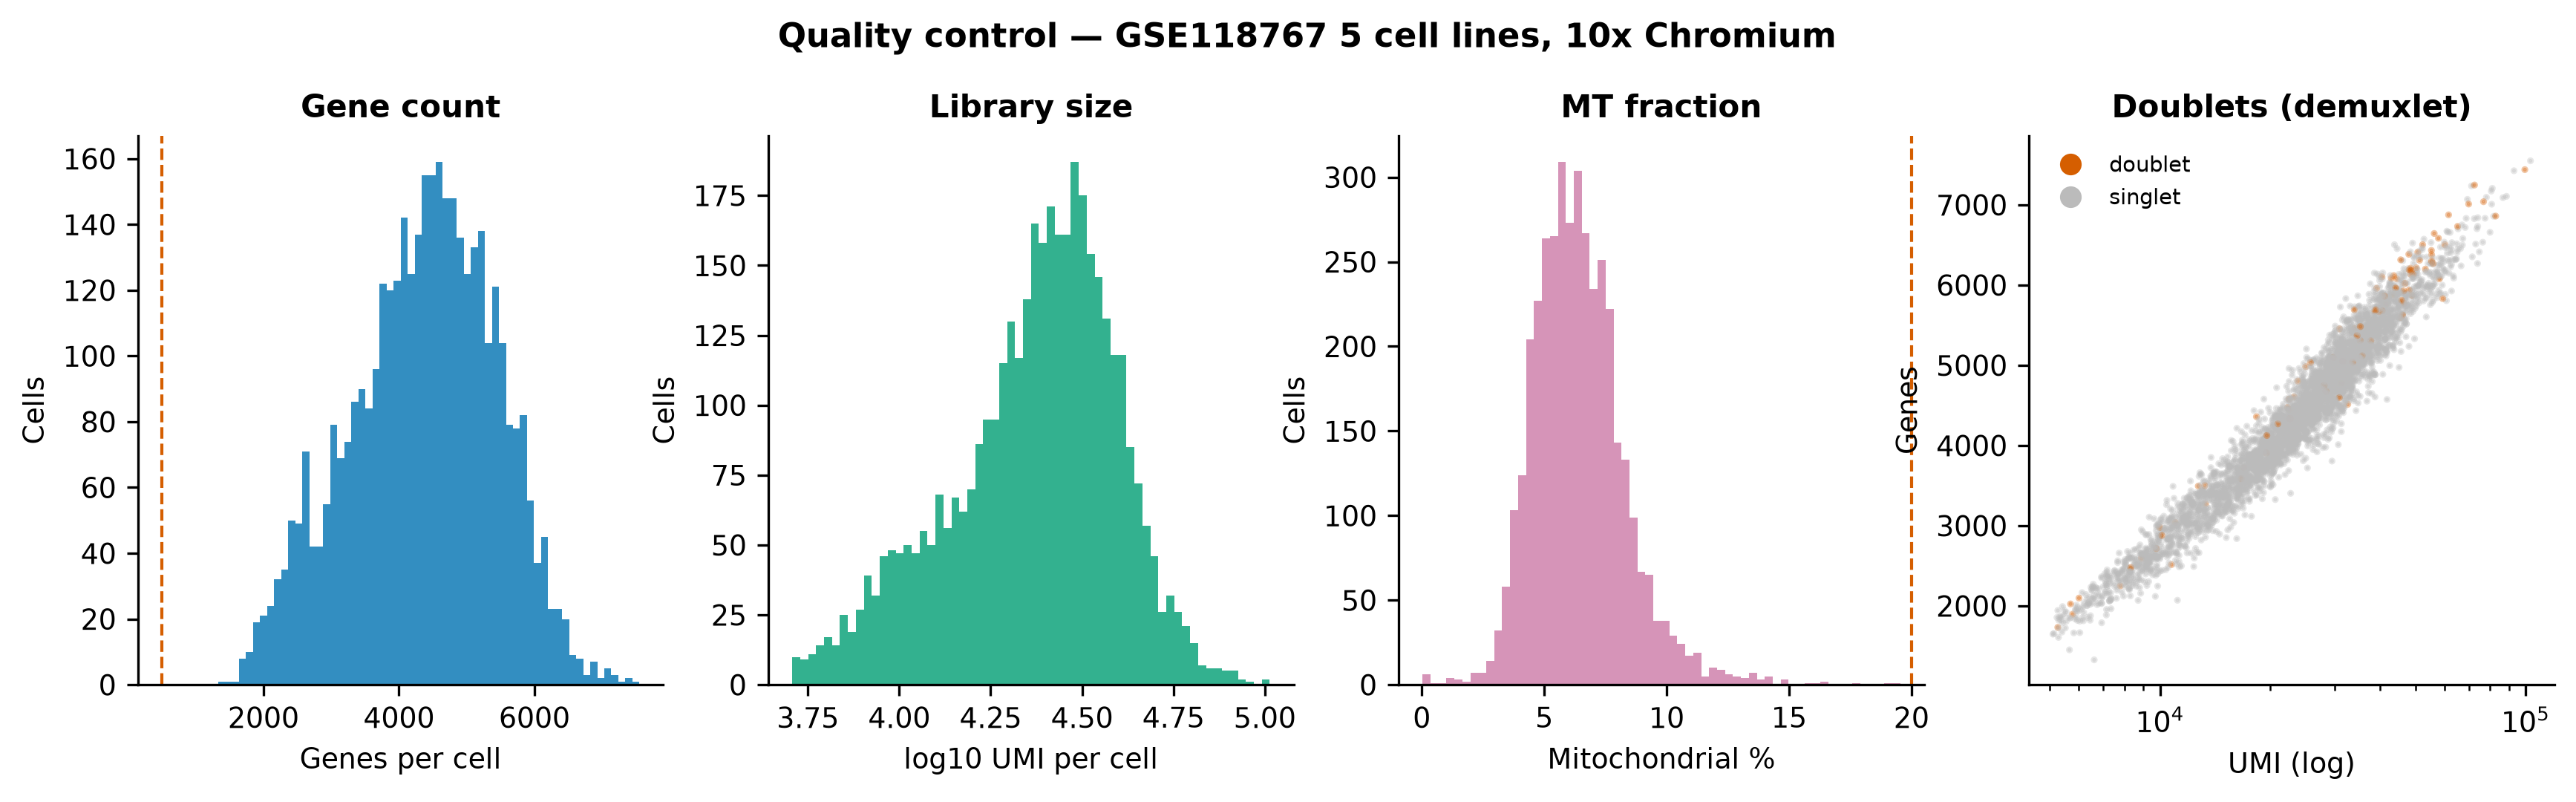 Quality control — GSE118767 5 cell lines, 10x Chromium
Gene count
Cells
160
140
120
100
80
60
40
20
0
2000 4000 6000
Genes per cell
Library size
Cells
175
150
125
100
75
50
25
0
3.75 4.00 4.25 4.50 4.75 5.00
log10 UMI per cell
MT fraction
Cells
300
250
200
150
100
50
0
0 5 10 15 20
Mitochondrial %
Doublets (demuxlet)
doublet
singlet
Genes
7000
6000
5000
4000
3000
2000
10⁴ 10⁵
UMI (log)